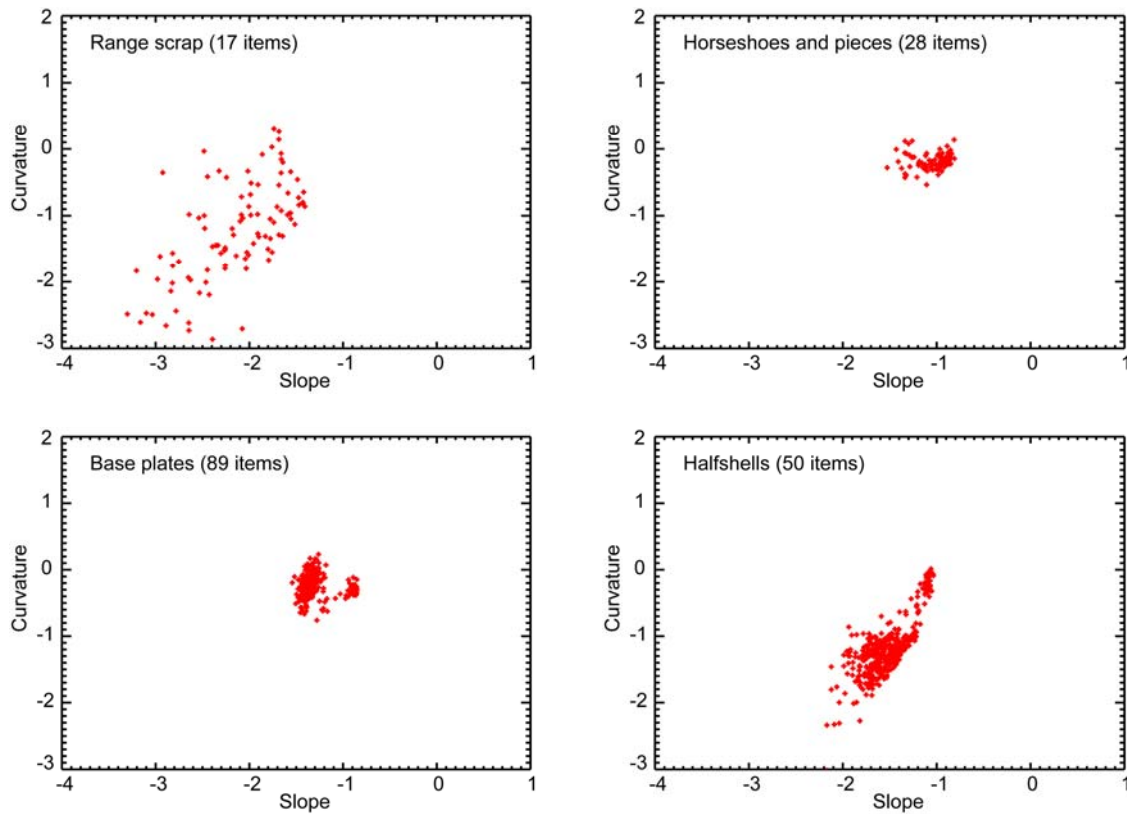 2
Range scrap (17 items)
1
0
Curvature
-1
-2
-3
-4 -3 -2 -1 0 1
Slope
2
Horseshoes and pieces (28 items)
1
0
Curvature
-1
-2
-3
-4 -3 -2 -1 0 1
Slope
2
Base plates (89 items)
1
0
Curvature
-1
-2
-3
-4 -3 -2 -1 0 1
Slope
2
Halfshells (50 items)
1
0
Curvature
-1
-2
-3
-4 -3 -2 -1 0 1
Slope